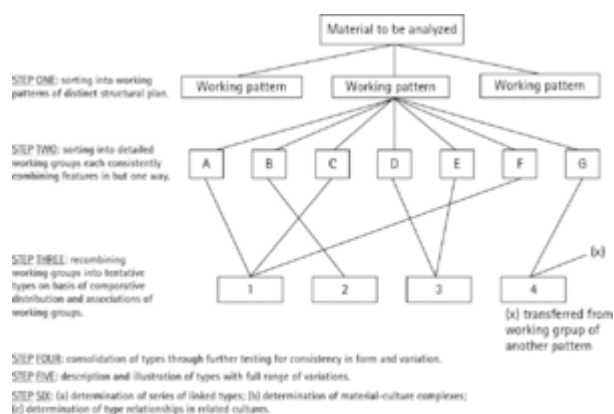 Material to be analyzed
STEP ONE: sorting into working
patterns of distinct structural plan.
Working pattern
Working pattern
Working pattern
STEP TWO: sorting into detailed
working groups each consistently
combining features in but one way.
A
B
C
D
E
F
G
STEP THREE: recombining
working groups into tentative
types on basis of comparative
distribution and associations of
working groups.
(x)
1
2
3
4
(x) transferred from
working grpup of
another pattern
STEP FOUR: consolidation of types through further testing for consistency in form and variation.
STEP FIVE: description and illustration of types with full range of variations.
STEP SIX: (a) determination of series of linked types; (b) determination of material-culture complexes;
(c) determination of type relationships in related cultures.